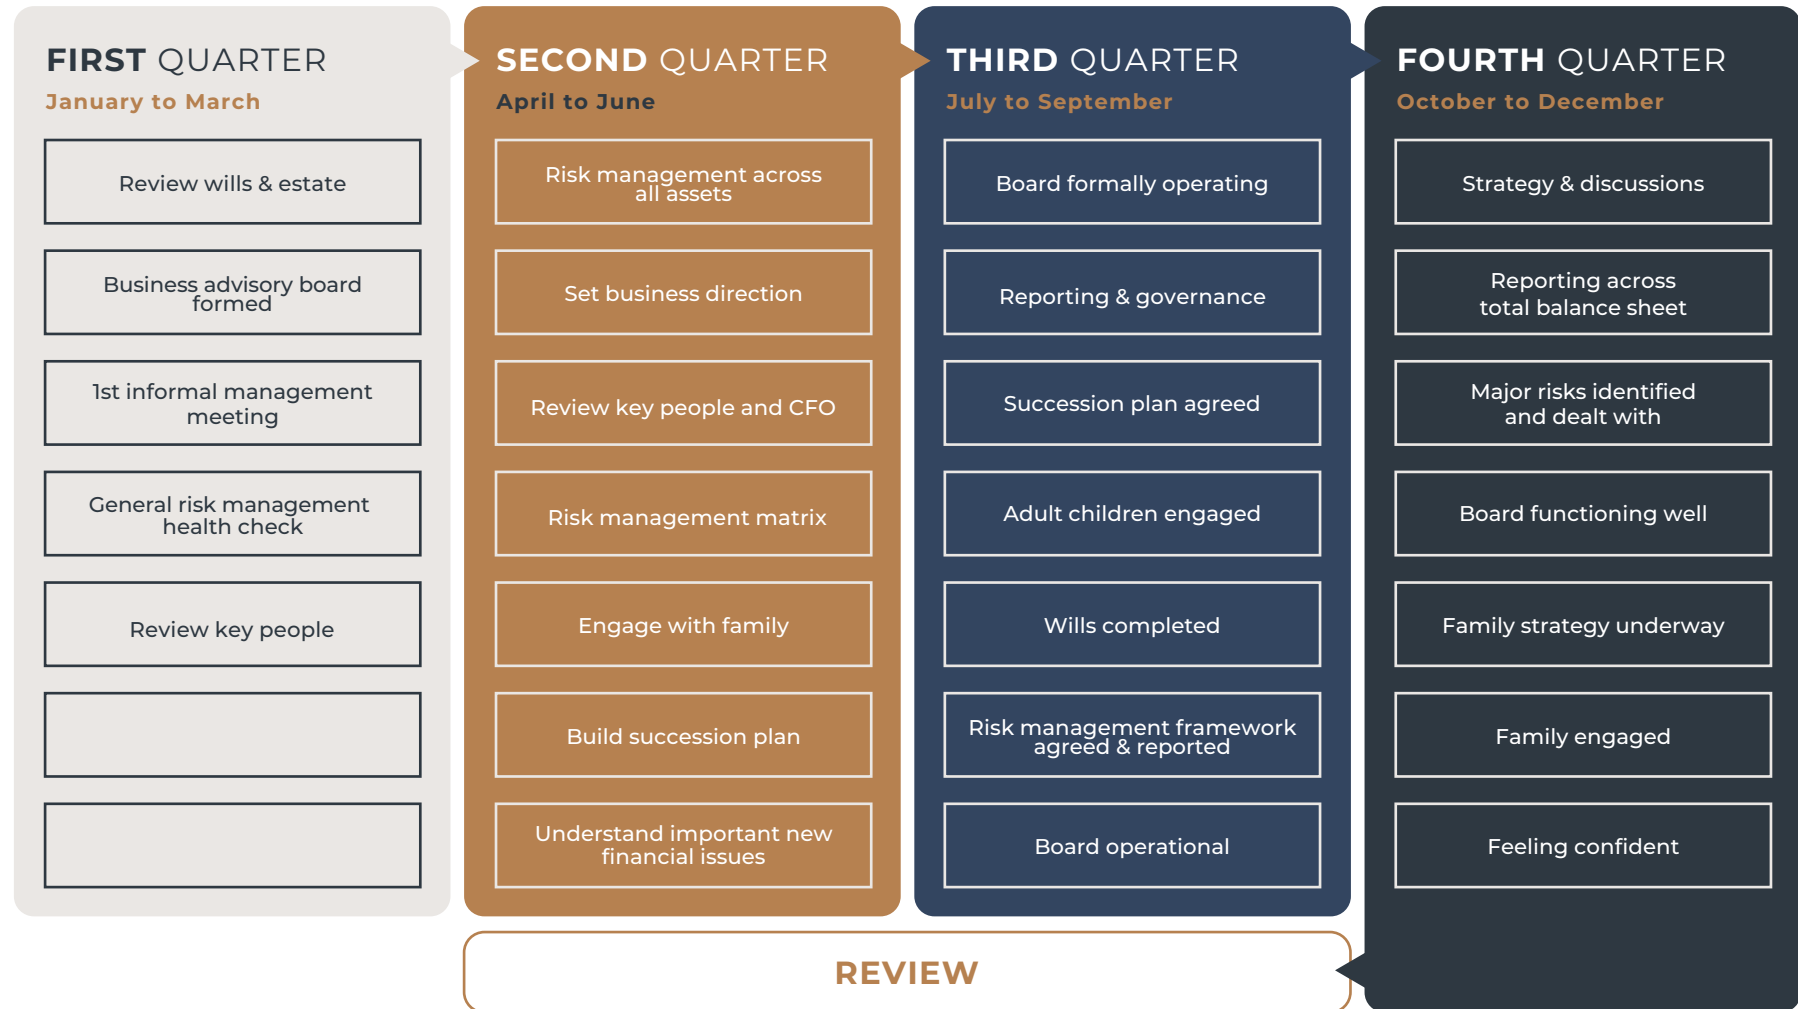 FIRST QUARTER
January to March
Review wills & estate
Business advisory board
formed
1st informal management
meeting
General risk management
health check
Review key people
SECOND QUARTER
April to June
Risk management across
all assets
Set business direction
Review key people and CFO
Risk management matrix
Engage with family
Build succession plan
Understand important new
financial issues
THIRD QUARTER
July to September
Board formally operating
Reporting & governance
Succession plan agreed
Adult children engaged
Wills completed
Risk management framework
agreed & reported
Board operational
FOURTH QUARTER
October to December
Strategy & discussions
Reporting across
total balance sheet
Major risks identified
and dealt with
Board functioning well
Family strategy underway
Family engaged
Feeling confident
REVIEW